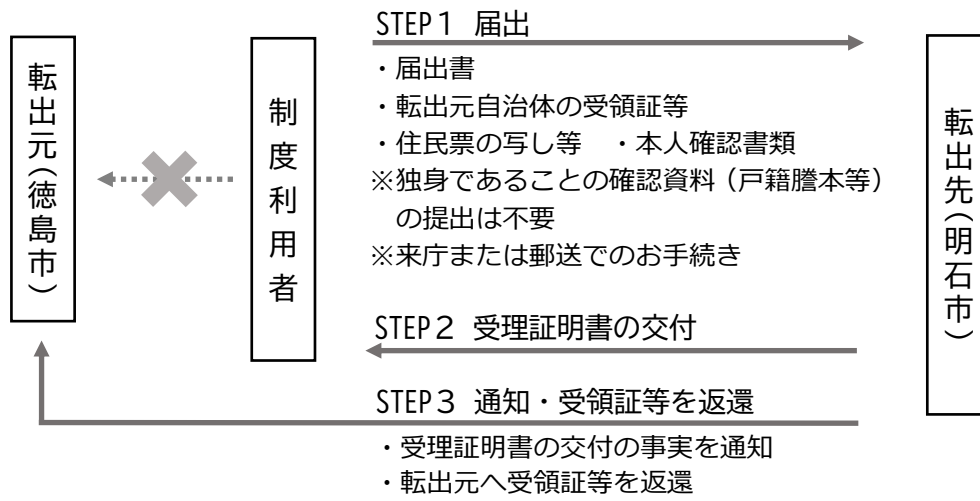 転出元(徳島市)
制度利用者
STEP１ 届出
・届出書
・転出元自治体の受領証等
・住民票の写し等　・本人確認書類
※独身であることの確認資料（戸籍謄本等）
の提出は不要
※来庁または郵送でのお手続き
STEP２ 受理証明書の交付
STEP３ 通知・受領証等を返還
・受理証明書の交付の事実を通知
・転出元へ受領証等を返還
転出先(明石市)